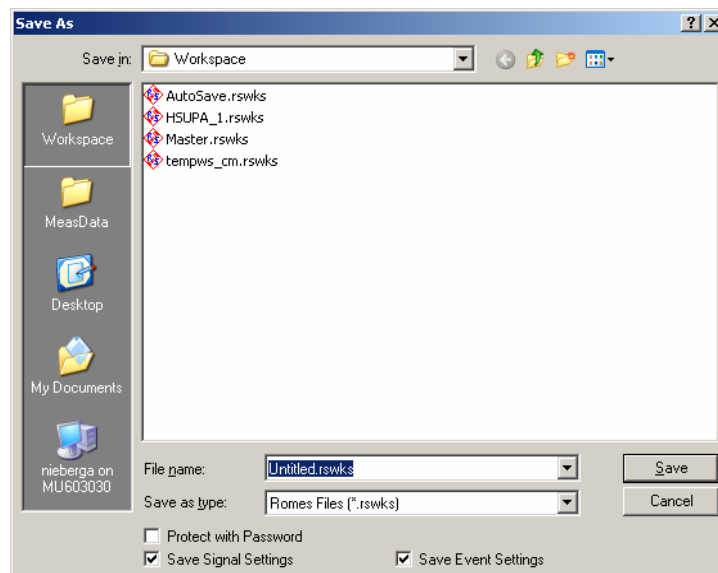 Save As
Save in: Workspace
AutoSave.rswks
HSUPA_1.rswks
Master.rswks
tempws_cm.rswks
Workspace
MeasData
Desktop
My Documents
nieberga on
MU603030
File name: Untitled.rswks Save
Save as type: Romes Files (*.rswks) Cancel
Protect with Password
Save Signal Settings Save Event Settings